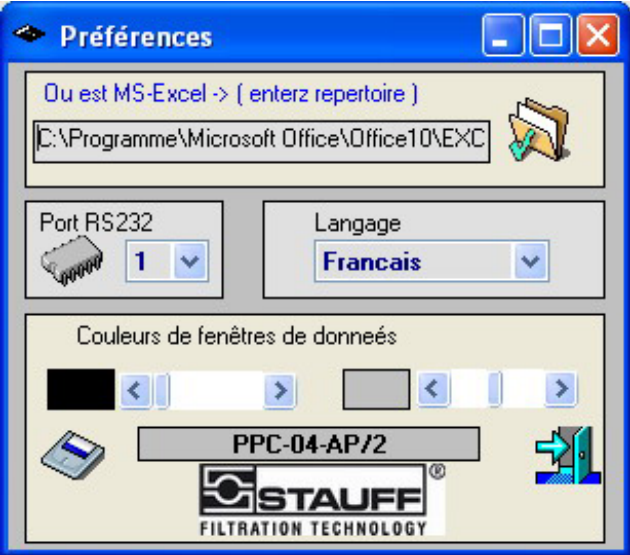 Préférences
Ou est MS-Excel -> ( enterz repertoire )
C:\Programme\Microsoft Office\Office10\EXC
Port RS232
1
Langage
Francais
Couleurs de fenêtres de donneés
PPC-04-AP/2
STAUFF®
FILTRATION TECHNOLOGY